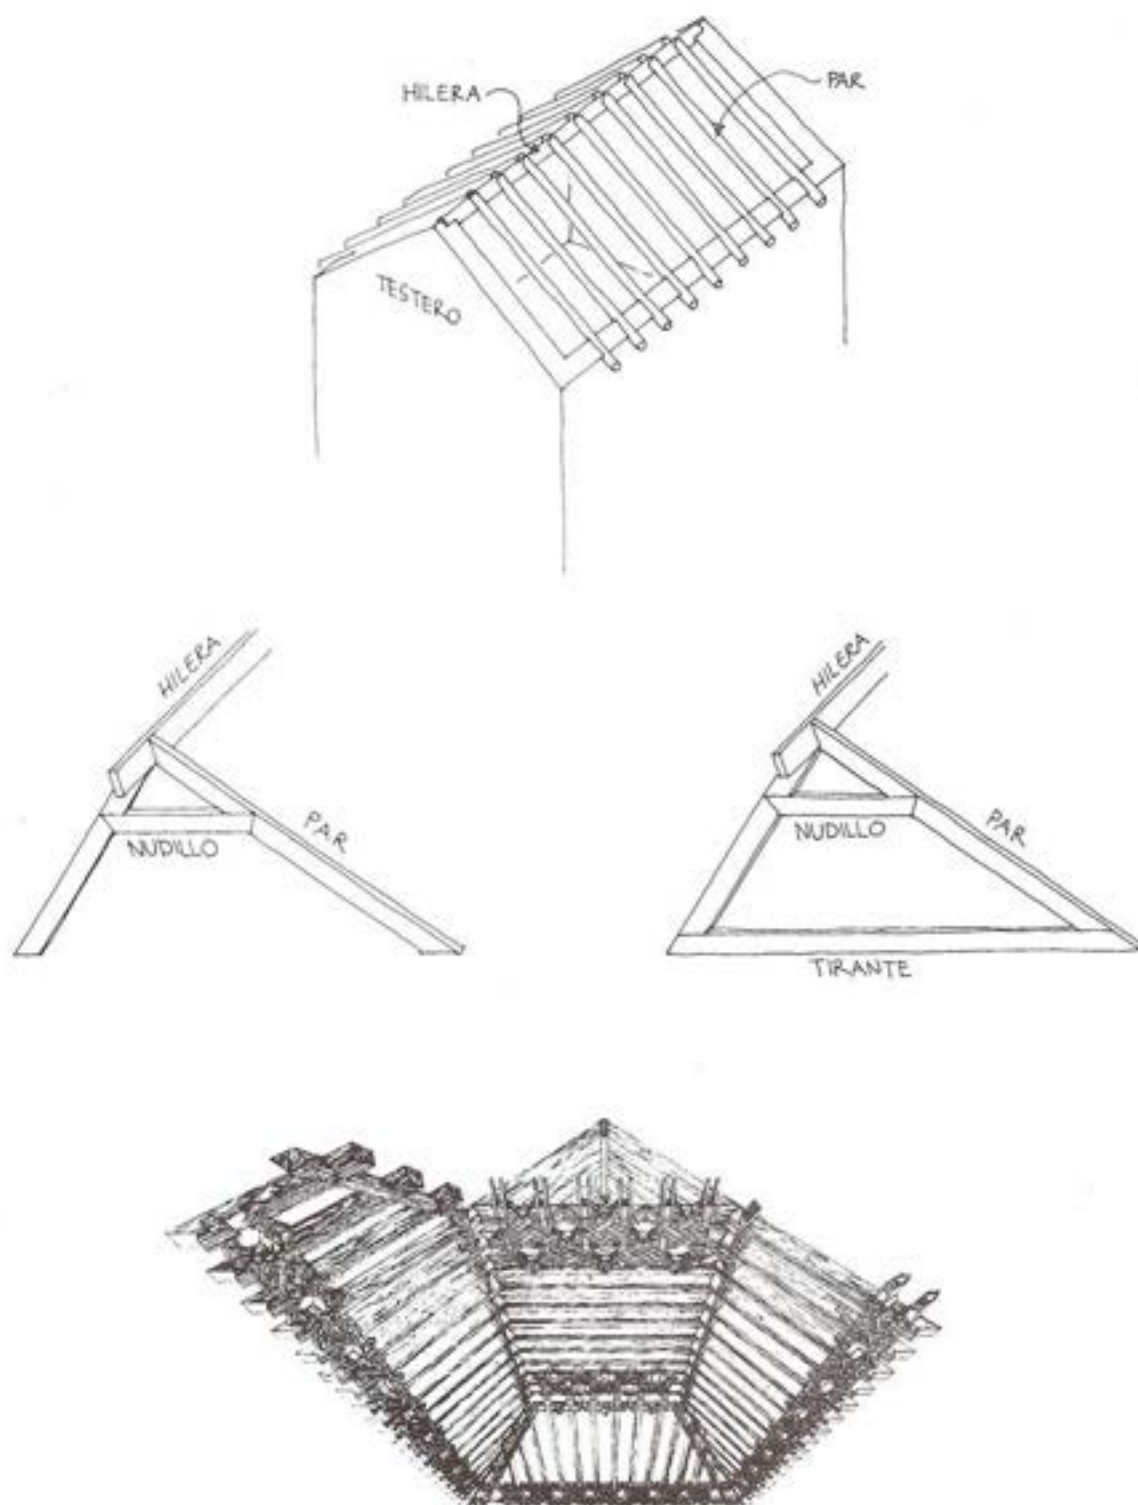 HILERA
PAR
TESTERO
HILERA
PAR
NUDILLO
HILERA
PAR
NUDILLO
TIRANTE